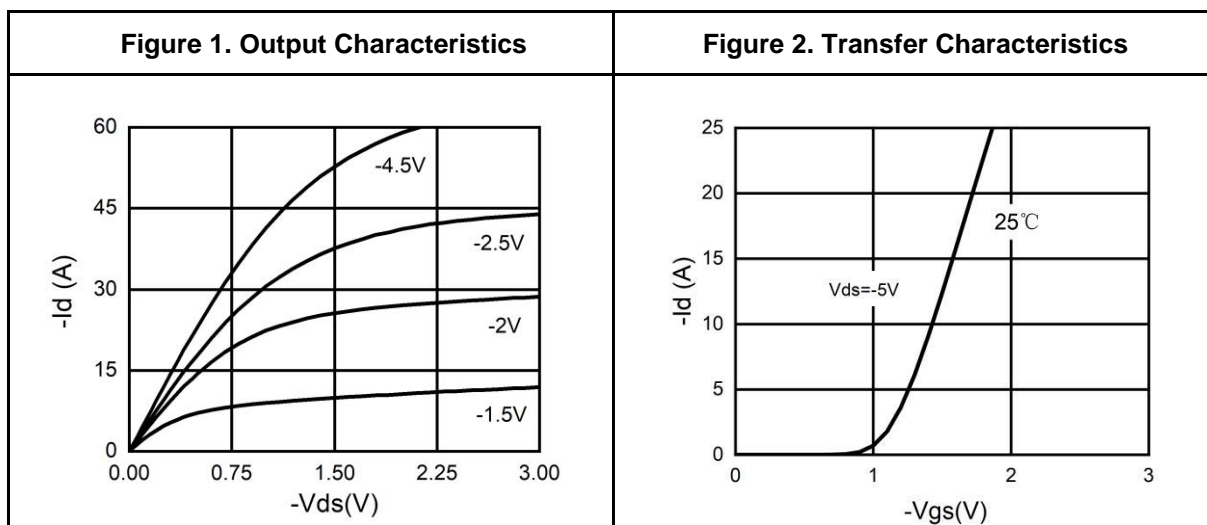 Figure 1. Output Characteristics
60
45
30
15
0
0.00 0.75 1.50 2.25 3.00
-Id (A)
-Vds(V)
-4.5V
-2.5V
-2V
-1.5V
Figure 2. Transfer Characteristics
25
20
15
10
5
0
0 1 2 3
-Id (A)
-Vgs(V)
25℃
Vds=-5V